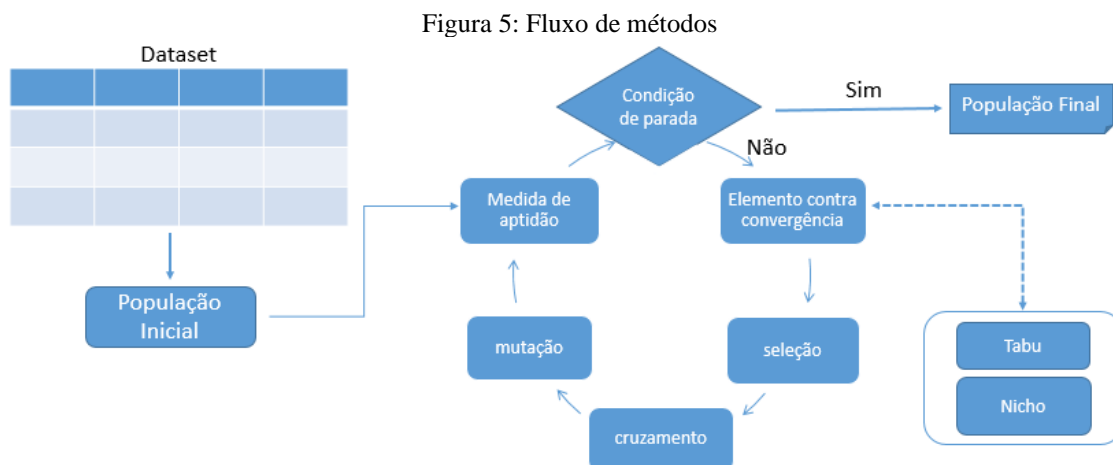 Figura 5: Fluxo de métodos
Dataset
Condição
de parada
Sim
População Final
Não
Medida de
aptidão
Elemento contra
convergência
População
Inicial
mutação
seleção
Tabu
Nicho
cruzamento